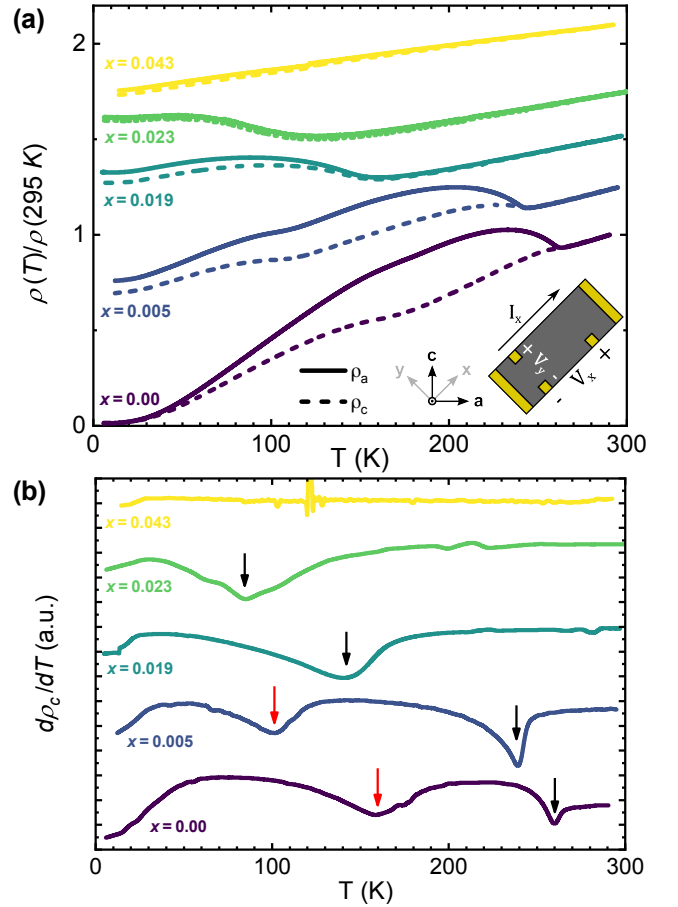 (a)
2
1
0
ρ(T)/ρ(295 K)
x = 0.043
x = 0.023
x = 0.019
x = 0.005
x = 0.00
ρa
ρc
c
y
x
a
Ix
+ Vy -
- Vx +
0
100
200
300
T (K)
(b)
dρc/dT (a.u.)
x = 0.043
x = 0.023
x = 0.019
x = 0.005
x = 0.00
0
100
200
300
T (K)